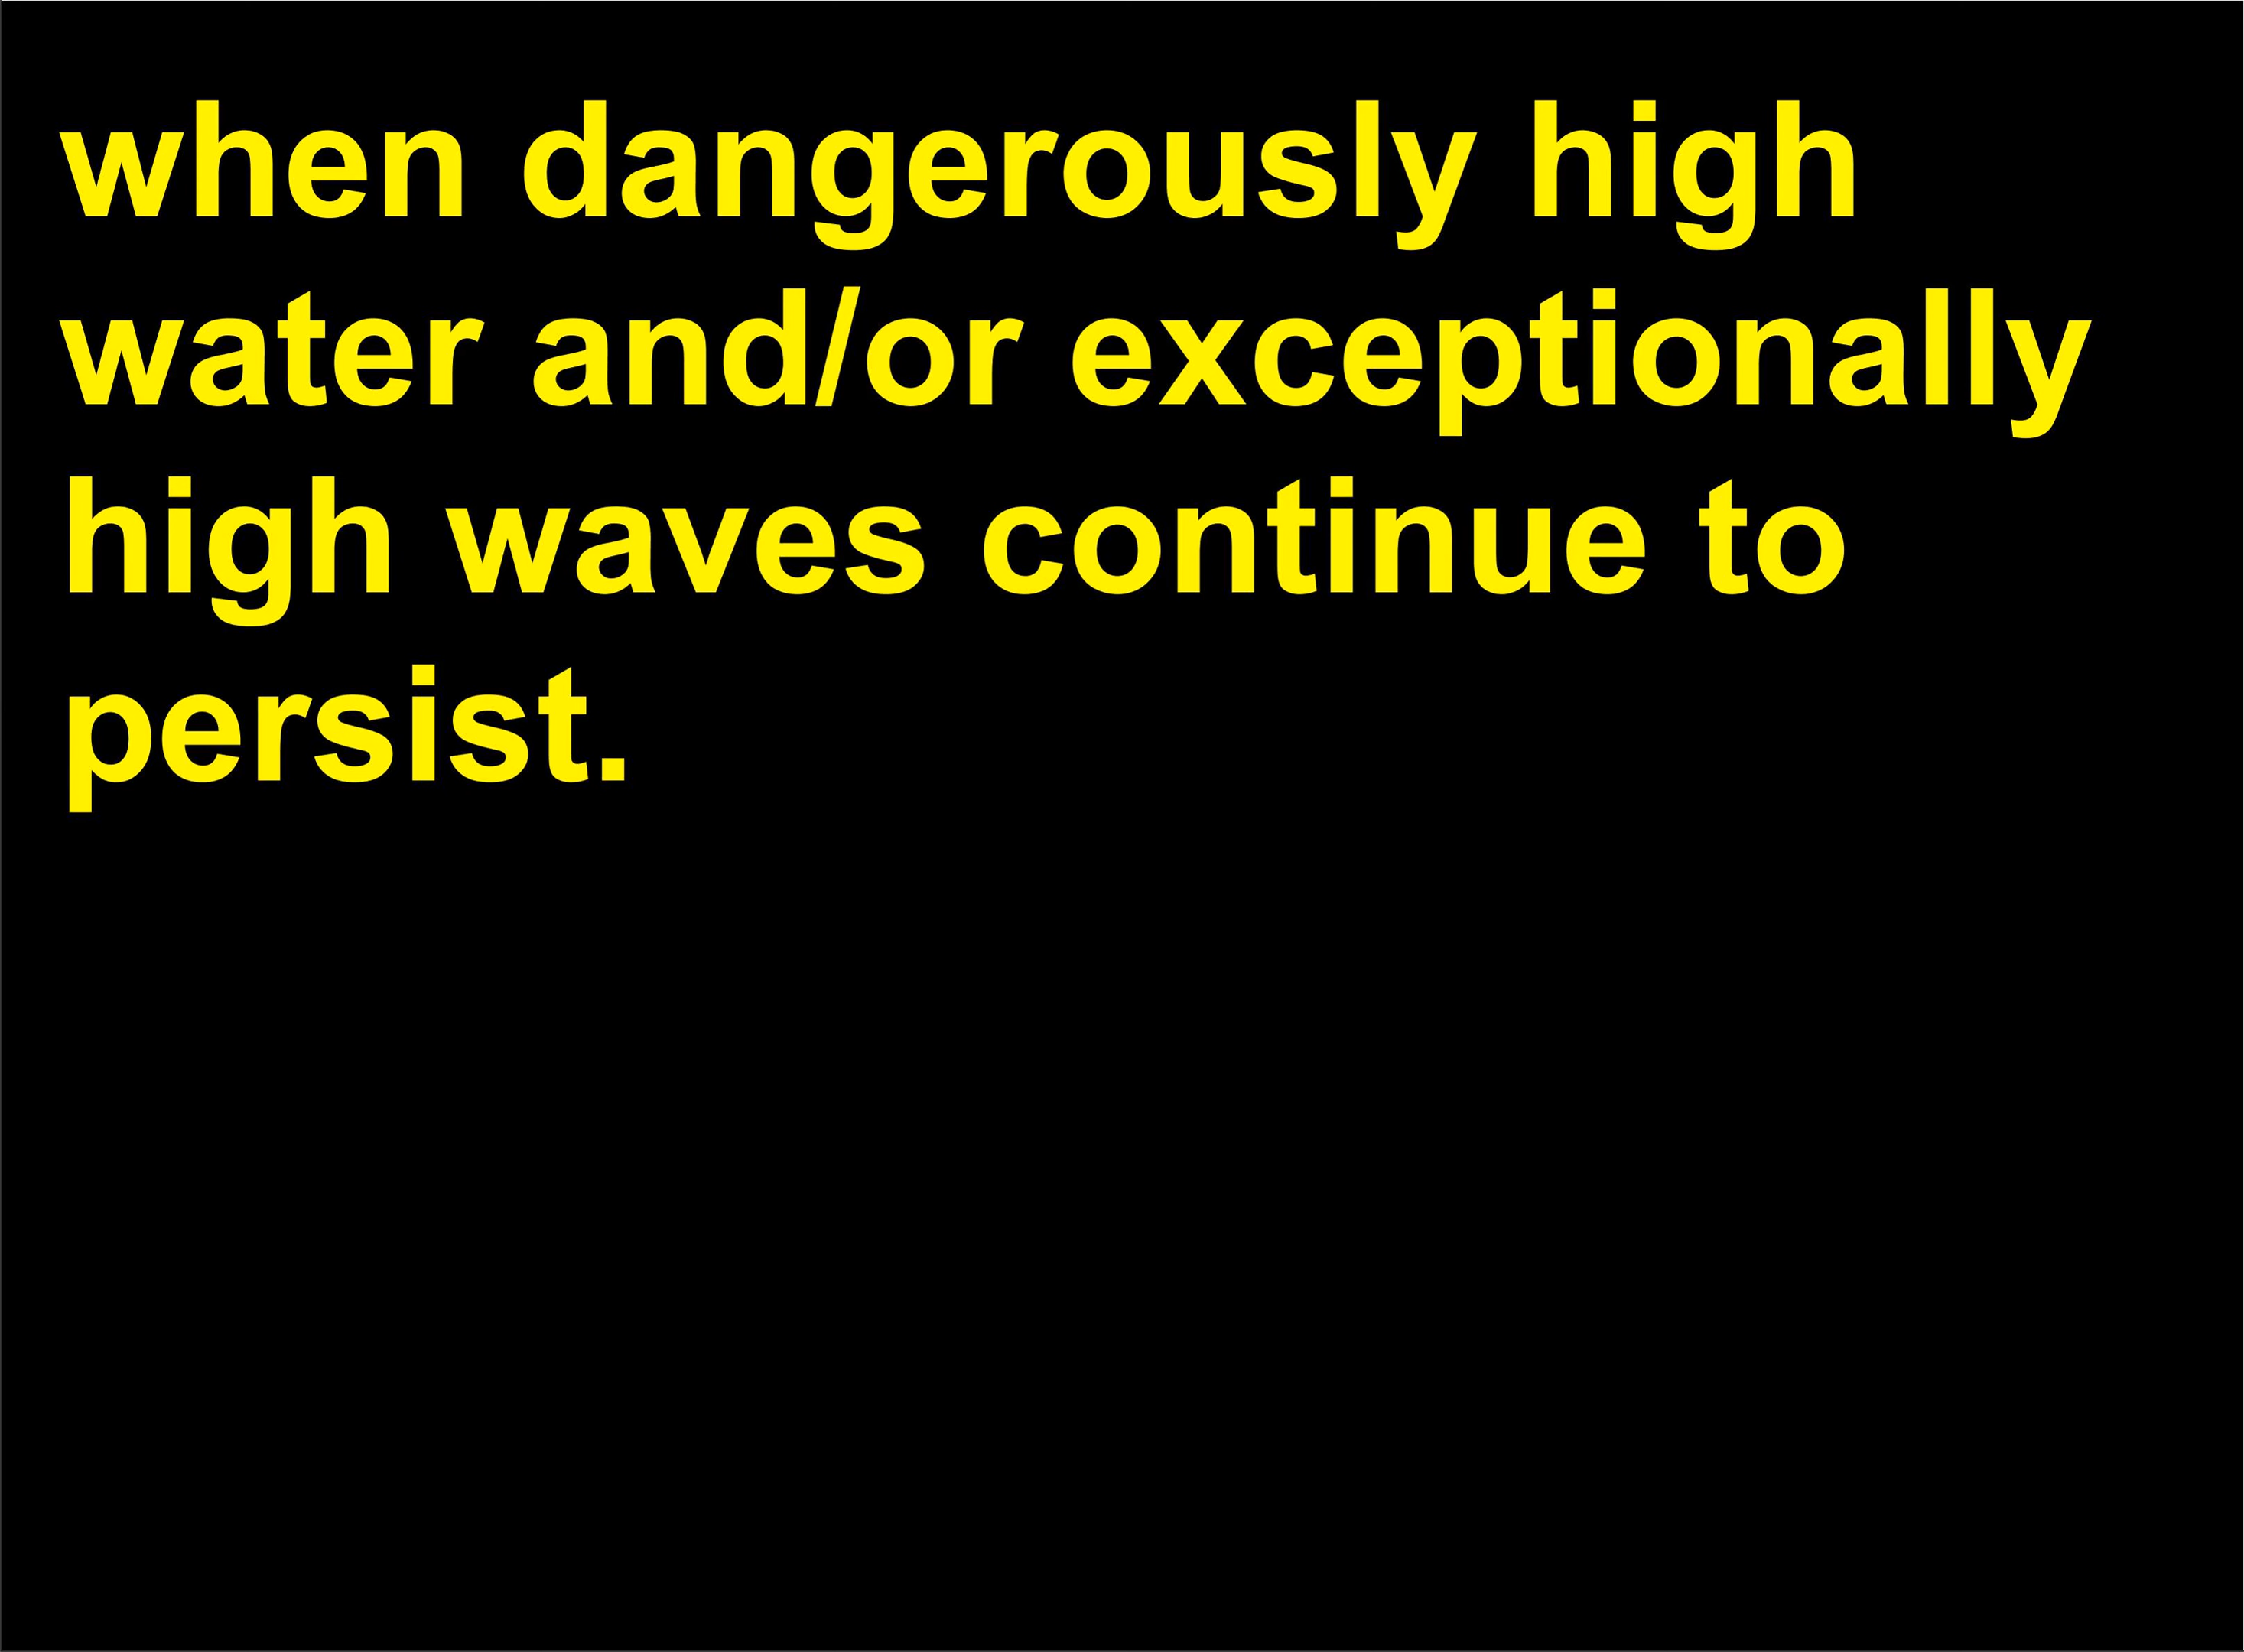 when dangerously high
water and/or exceptionally
high waves continue to
persist.